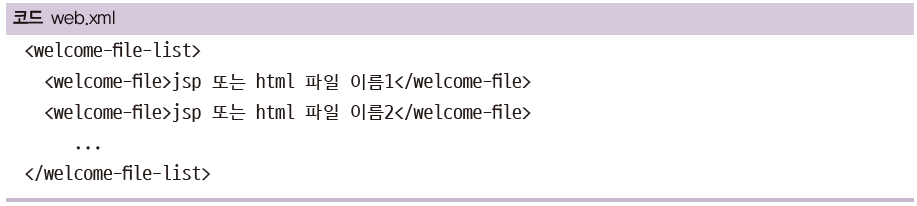 코드 web.xml
<welcome-file-list>
<welcome-file>jsp 또는 html 파일 이름1</welcome-file>
<welcome-file>jsp 또는 html 파일 이름2</welcome-file>
...
</welcome-file-list>